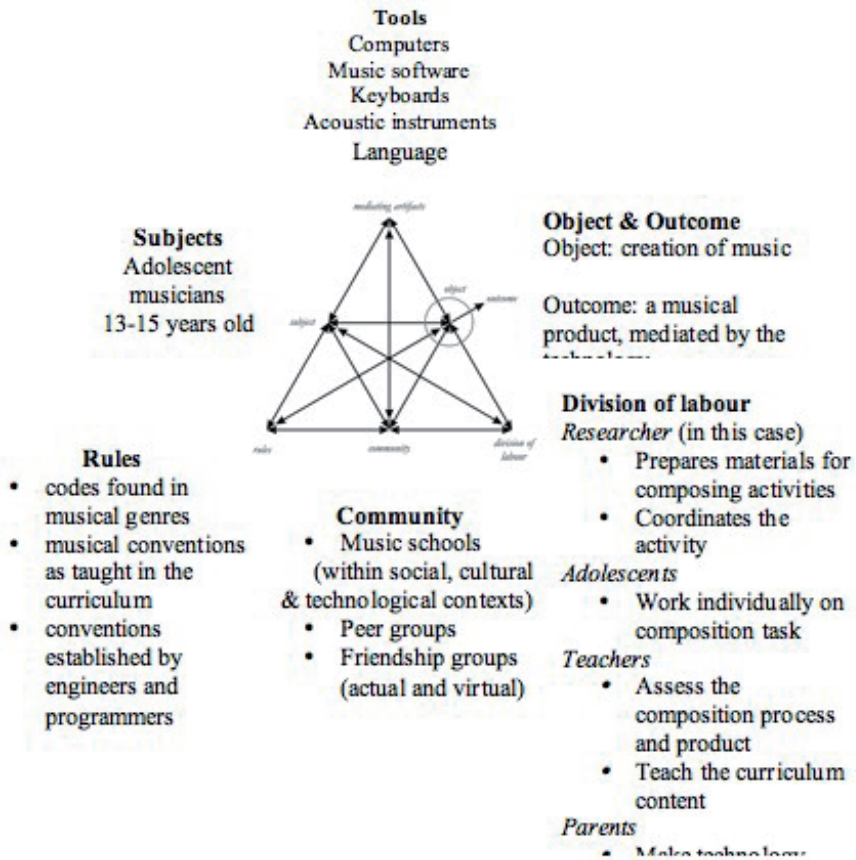 Tools
Computers
Music software
Keyboards
Acoustic instruments
Language
mediating artifacts
Subjects
Adolescent
musicians
13-15 years old
subject
object
outcome
Object & Outcome
Object: creation of music
Outcome: a musical
product, mediated by the
technology
rules
community
division of
labour
Rules
• codes found in
musical genres
• musical conventions
as taught in the
curriculum
• conventions
established by
engineers and
programmers
Community
• Music schools
(within social, cultural
& technological contexts)
• Peer groups
• Friendship groups
(actual and virtual)
Division of labour
Researcher (in this case)
• Prepares materials for
composing activities
• Coordinates the
activity
Adolescents
• Work individually on
composition task
Teachers
• Assess the
composition process
and product
• Teach the curriculum
content
Parents
• Make technology